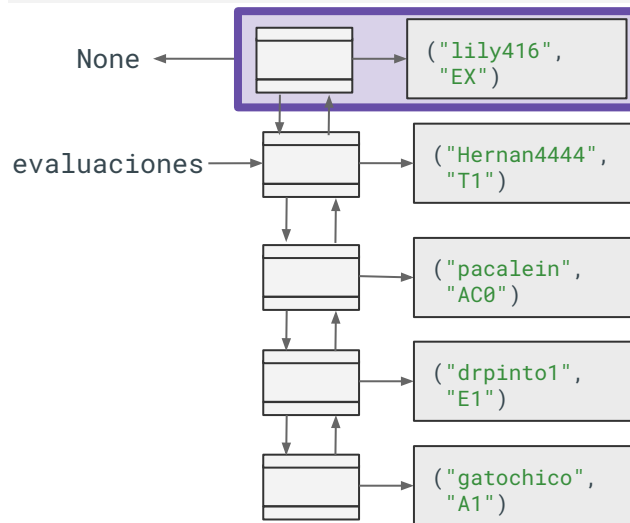 None
("lily416",
"EX")
evaluaciones
("Hernan4444",
"T1")
("pacalein",
"AC0")
("drpinto1",
"E1")
("gatochico",
"A1")